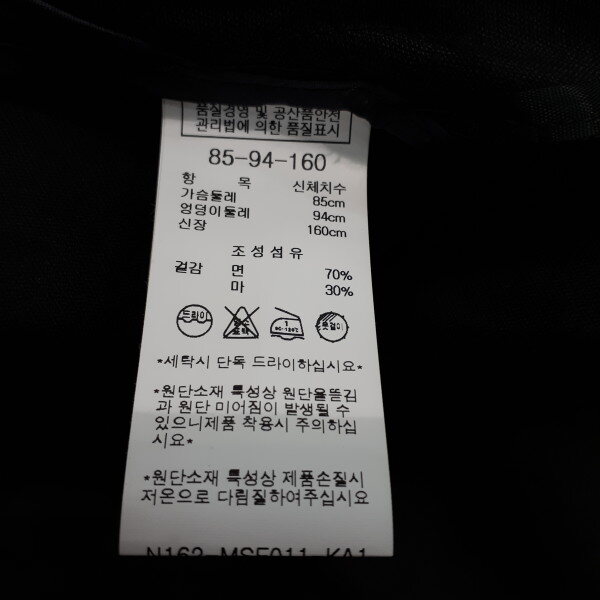 품질경영 및 공산품안전
관리법에 의한 품질표시
85-94-160
항 목 신체치수
가슴둘레 85cm
엉덩이둘레 94cm
신장 160cm
조성섬유
겉감 면 70%
마 30%
드라이 옷걸이
*세탁시 단독 드라이하십시요*
*원단소재 특성상 원단올뜯김
과 원단 미어짐이 발생될 수
있으니제품 착용시 주의하십
시요*
*원단소재 특성상 제품손질시
저온으로 다림질하여주십시요